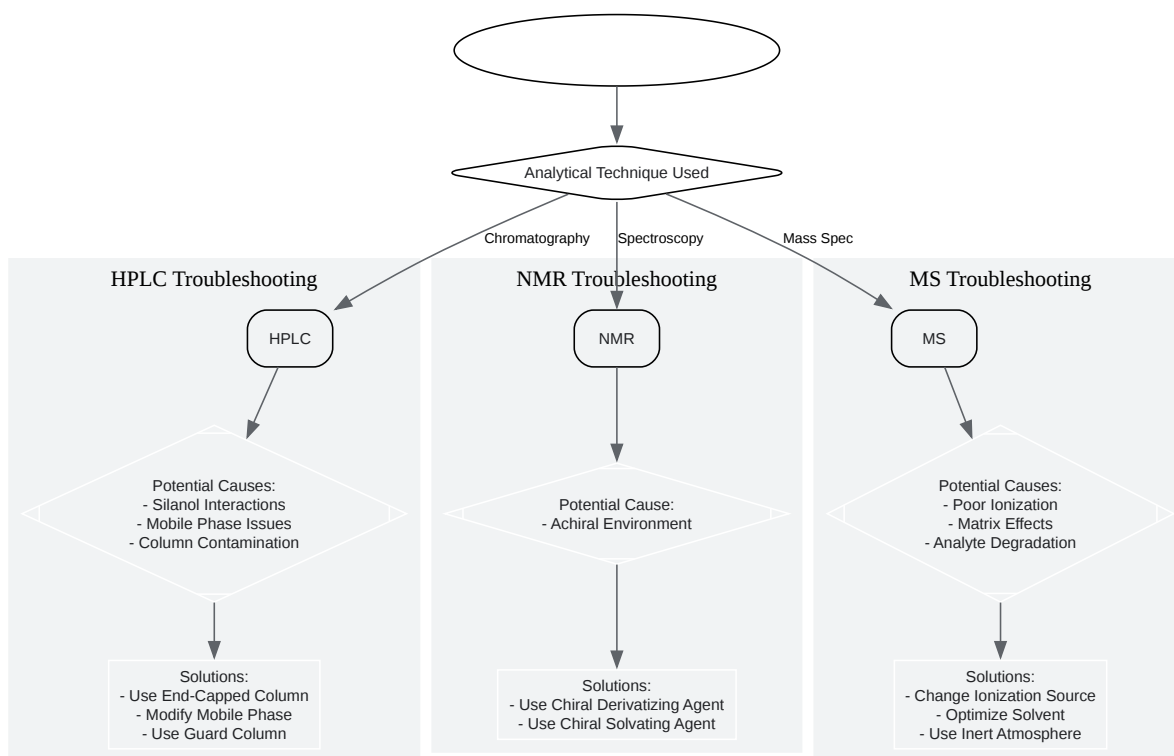 Analytical Technique Used
Chromatography
Spectroscopy
Mass Spec
HPLC Troubleshooting
HPLC
Potential Causes:
- Silanol Interactions
- Mobile Phase Issues
- Column Contamination
Solutions:
- Use End-Capped Column
- Modify Mobile Phase
- Use Guard Column
NMR Troubleshooting
NMR
Potential Cause:
- Achiral Environment
Solutions:
- Use Chiral Derivatizing Agent
- Use Chiral Solvating Agent
MS Troubleshooting
MS
Potential Causes:
- Poor Ionization
- Matrix Effects
- Analyte Degradation
Solutions:
- Change Ionization Source
- Optimize Solvent
- Use Inert Atmosphere